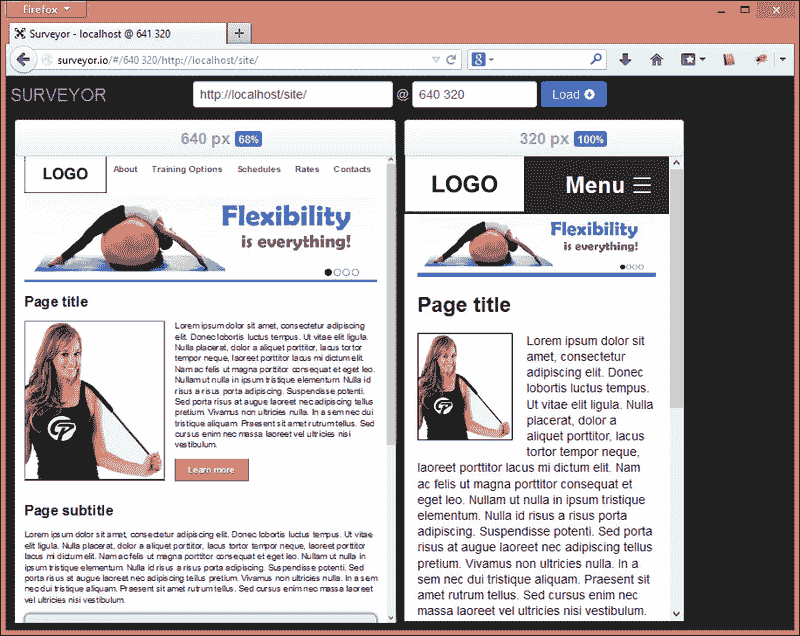 Firefox
Surveyor - localhost @ 641 320
surveyor.io/#/640 320/http://localhost/site/
SURVEYOR
http://localhost/site/
@
640 320
Load
640 px 68%
LOGO
About
Training Options
Schedules
Rates
Contacts
Flexibility
is everything!
Page title
Lorem ipsum dolor sit amet, consectetur adipiscing
elit. Donec lobortis luctus tempus. Ut vitae elit ligula.
Nulla placerat, dolor a aliquet porttitor, lacus tortor
tempor neque, laoreet porttitor lacus mi dictum elit.
Nam ac felis ut mauris porttitor consequat et eget leo.
Nullam ut nulla in ipsum tristique elementum. Nulla id
risus a risus porta adipiscing. Suspendisse potenti.
Sed porta risus at augue laoreet adipiscing tellus
pretium. Vivamus non ultricies nulla. In a sem nec dui
tristique aliquam. Praesent sit amet rutrum tellus. Sed
cursus enim nec massa laoreet vel ultricies nisi
vestibulum.
Learn more
Page subtitle
Lorem ipsum dolor sit amet, consectetur adipiscing elit. Donec lobortis luctus tempus. Ut vitae elit
ligula. Nulla placerat, dolor a aliquet porttitor, lacus tortor tempor neque, laoreet porttitor
lacus mi dictum elit. Nam ac felis ut mauris porttitor consequat et eget leo. Nullam ut nulla in
ipsum tristique elementum. Nulla id risus a risus porta adipiscing. Suspendisse potenti. Sed
porta risus at augue laoreet adipiscing tellus pretium. Vivamus non ultricies nulla. In a sem
nec dui tristique aliquam. Praesent sit amet rutrum tellus. Sed cursus enim nec massa laoreet
vel ultricies nisi vestibulum.
320 px 100%
LOGO
Menu
Flexibility
is everything!
Page title
Lorem ipsum dolor sit
amet, consectetur
adipiscing elit. Donec
lobortis luctus tempus.
Ut vitae elit ligula. Nulla
placerat, dolor a
aliquet porttitor, lacus
tortor tempor neque,
laoreet porttitor lacus mi dictum elit. Nam
ac felis ut mauris porttitor consequat et
eget leo. Nullam ut nulla in ipsum tristique
elementum. Nulla id risus a risus porta
adipiscing. Suspendisse potenti. Sed porta
risus at augue laoreet adipiscing tellus
pretium. Vivamus non ultricies nulla. In a
sem nec dui tristique aliquam. Praesent sit
amet rutrum tellus. Sed cursus enim nec
massa laoreet vel ultricies nisi vestibulum.